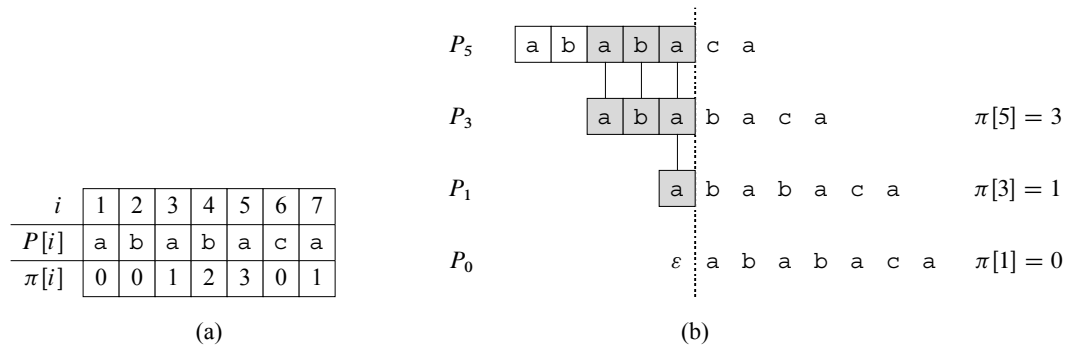 P5 a b a b a c a
P3 a b a b a c a π[5] = 3
P1 a b a b a c a π[3] = 1
P0 ε a b a b a c a π[1] = 0
i 1 2 3 4 5 6 7
P[i] a b a b a c a
π[i] 0 0 1 2 3 0 1
(a)
(b)